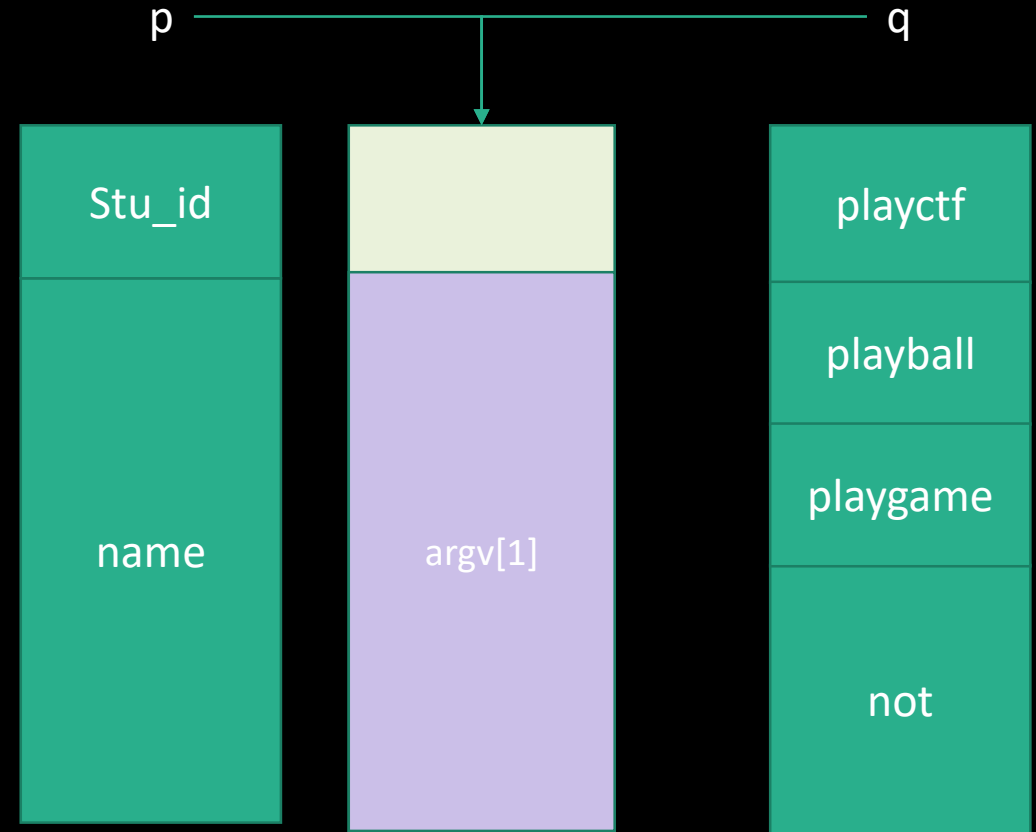 p
q
Stu_id
name
argv[1]
playctf
playball
playgame
not